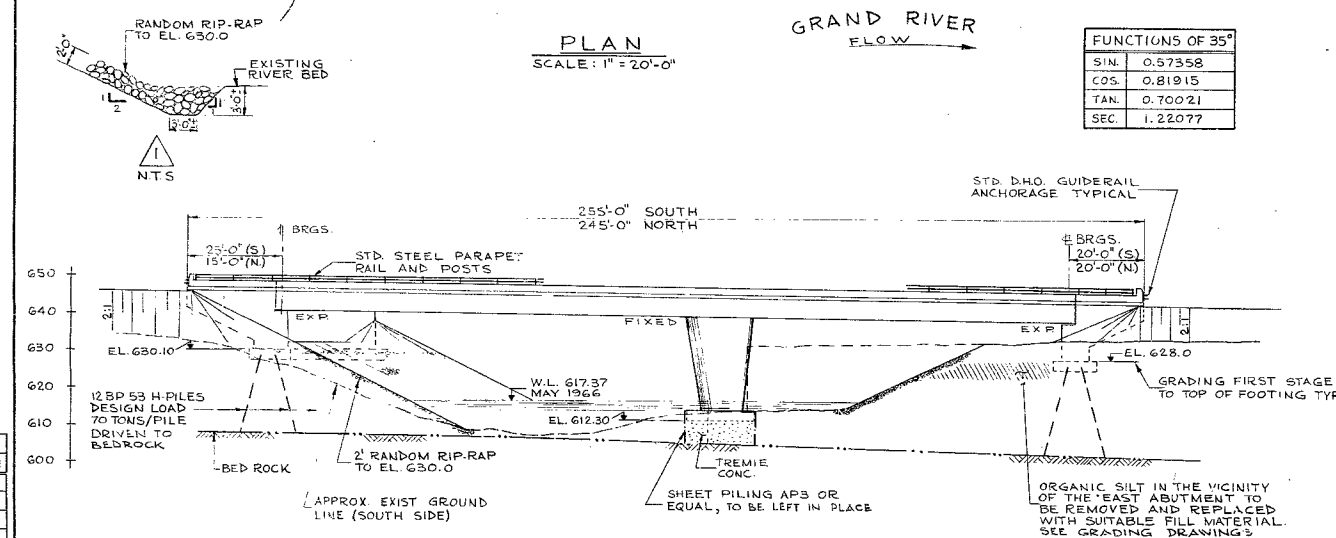 RANDOM RIP-RAP
TO EL. 630.0
2'-0"
EXISTING
RIVER BED
1
2
1
1
3'-0"±
3'-0"±
1
N.T.S
PLAN
SCALE: 1" = 20'-0"
GRAND RIVER
FLOW
FUNCTIONS OF 35°
SIN. 0.57358
COS. 0.81915
TAN. 0.70021
SEC. 1.22077
STD. D.H.O. GUIDERAIL
ANCHORAGE TYPICAL
255'-0" SOUTH
245'-0" NORTH
BRGS.
25'-0" (S)
15'-0" (N.)
STD. STEEL PARAPET
RAIL AND POSTS
℄ BRGS.
20'-0" (S)
20'-0" (N.)
650
640
630
620
610
600
2:1
EXP.
FIXED
EXP.
2:1
EL. 630.10
EL. 628.0
GRADING FIRST STAGE
TO TOP OF FOOTING TYP
W.L. 617.37
MAY 1966
EL. 612.30
12 BP 53 H-PILES
DESIGN LOAD
70 TONS/PILE
DRIVEN TO
BEDROCK
BED ROCK
2' RANDOM RIP-RAP
TO EL. 630.0
TREMIE
CONC.
APPROX. EXIST GROUND
LINE (SOUTH SIDE)
SHEET PILING AP3 OR
EQUAL, TO BE LEFT IN PLACE
ORGANIC SILT IN THE VICINITY
OF THE EAST ABUTMENT TO
BE REMOVED AND REPLACED
WITH SUITABLE FILL MATERIAL.
SEE GRADING DRAWINGS